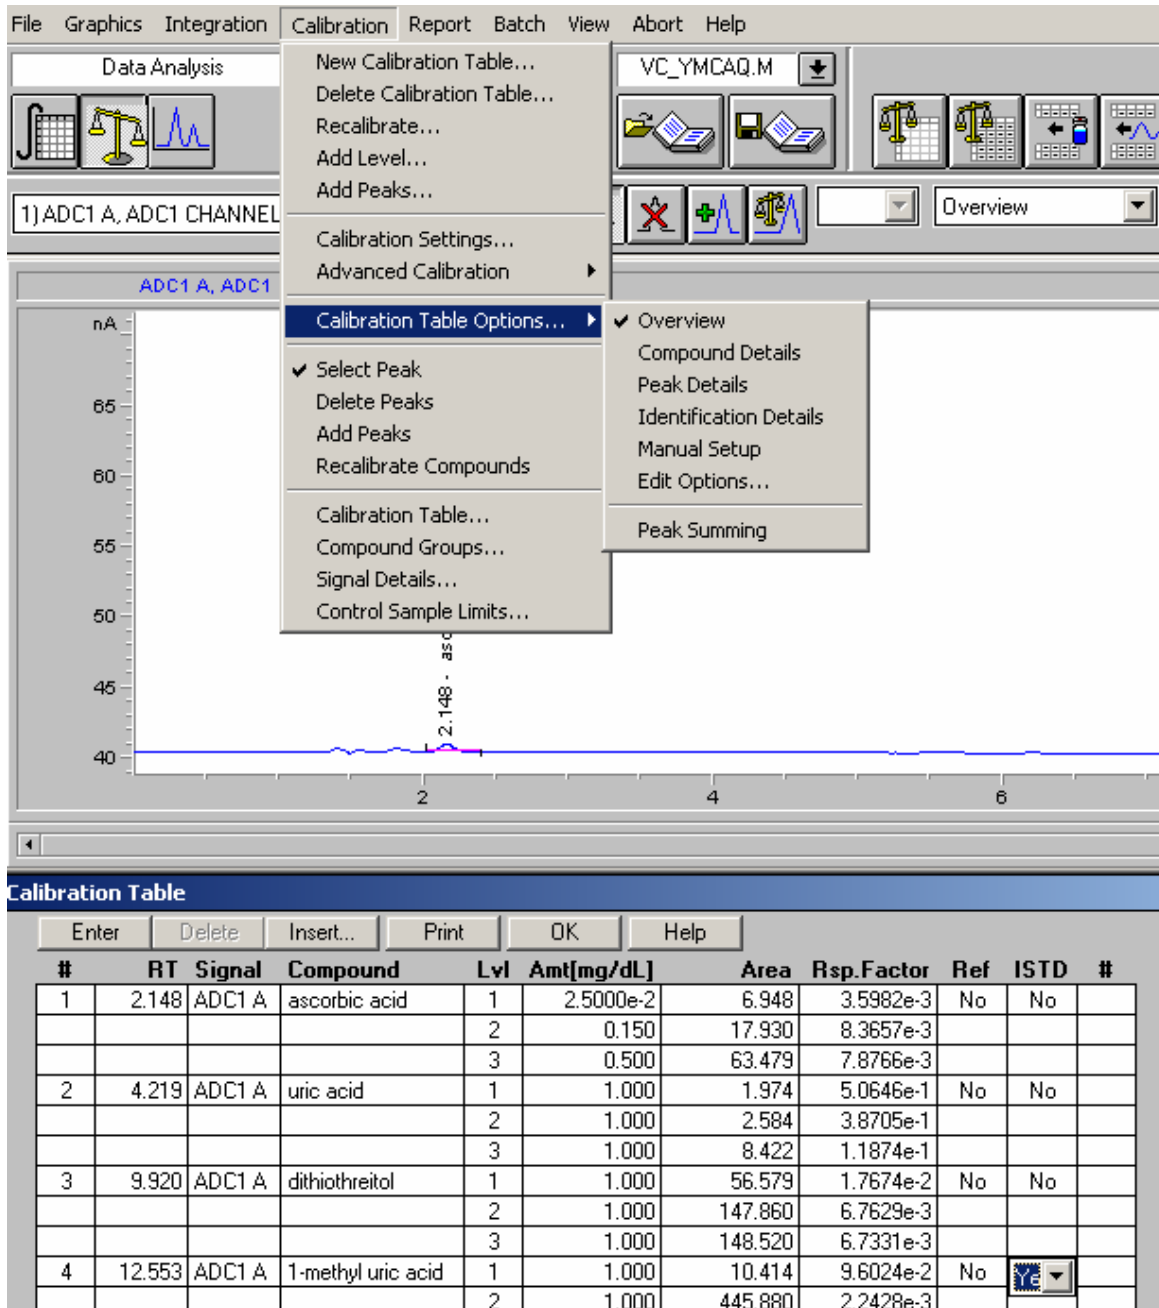 File Graphics Integration Calibration Report Batch View Abort Help
Data Analysis
VC_YMCAQ.M
New Calibration Table...
Delete Calibration Table...
Recalibrate...
Add Level...
Add Peaks...
Calibration Settings...
Advanced Calibration
Calibration Table Options...
Select Peak
Delete Peaks
Add Peaks
Recalibrate Compounds
Calibration Table...
Compound Groups...
Signal Details...
Control Sample Limits...
Overview
Compound Details
Peak Details
Identification Details
Manual Setup
Edit Options...
Peak Summing
1) ADC1 A, ADC1 CHANNEL
Overview
ADC1 A, ADC1
nA
65
60
55
50
45
40
2.148 - asc
2 4 6
Calibration Table
Enter Delete Insert... Print OK Help
# RT Signal Compound Lvl Amt[mg/dL] Area Rsp.Factor Ref ISTD #
1 2.148 ADC1 A ascorbic acid 1 2.5000e-2 6.948 3.5982e-3 No No
2 0.150 17.930 8.3657e-3
3 0.500 63.479 7.8766e-3
2 4.219 ADC1 A uric acid 1 1.000 1.974 5.0646e-1 No No
2 1.000 2.584 3.8705e-1
3 1.000 8.422 1.1874e-1
3 9.920 ADC1 A dithiothreitol 1 1.000 56.579 1.7674e-2 No No
2 1.000 147.860 6.7629e-3
3 1.000 148.520 6.7331e-3
4 12.553 ADC1 A 1-methyl uric acid 1 1.000 10.414 9.6024e-2 No Ye
2 1.000 445.880 2.2428e-3